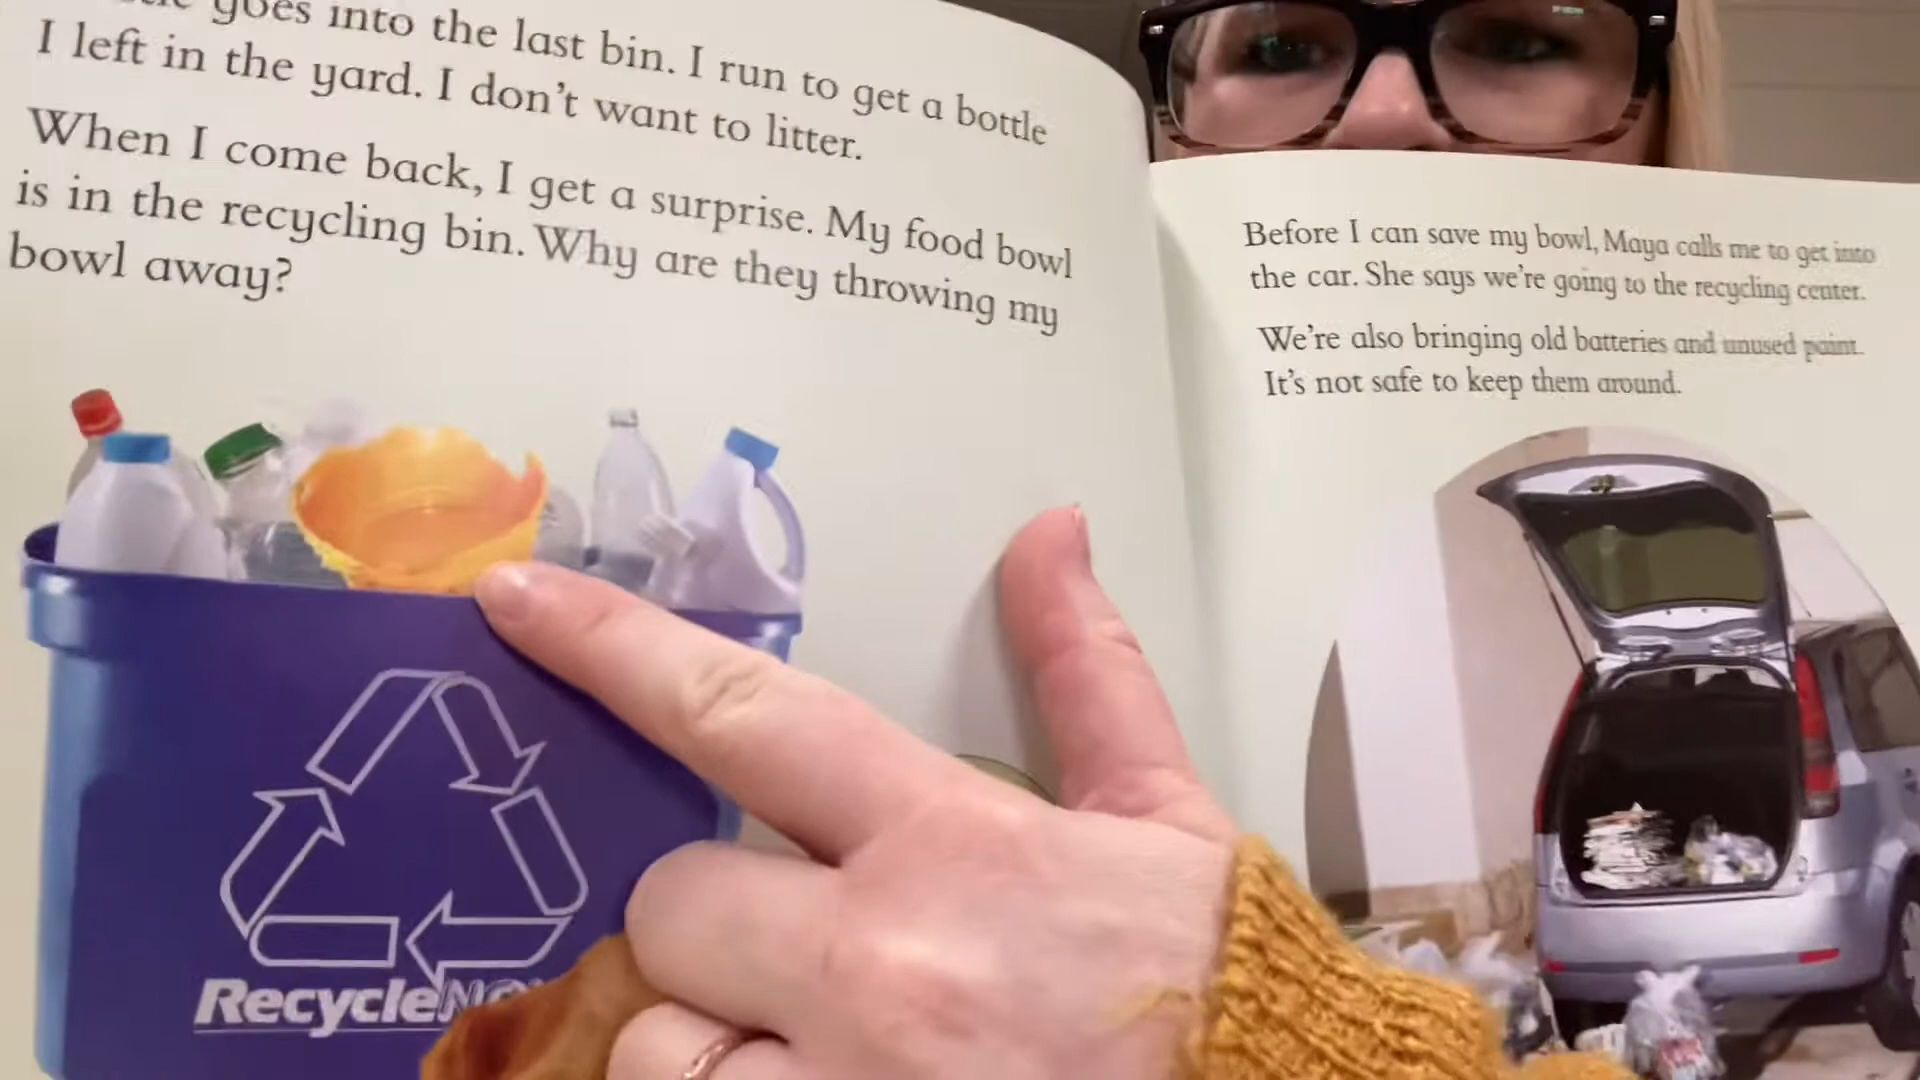 goes into the last bin. I run to get a bottle
I left in the yard. I don't want to litter.
When I come back, I get a surprise. My food bowl
is in the recycling bin. Why are they throwing my
bowl away?
Before I can save my bowl, Maya calls me to get into
the car. She says we're going to the recycling center.
We're also bringing old batteries and unused paint.
It's not safe to keep them around.
Recycle